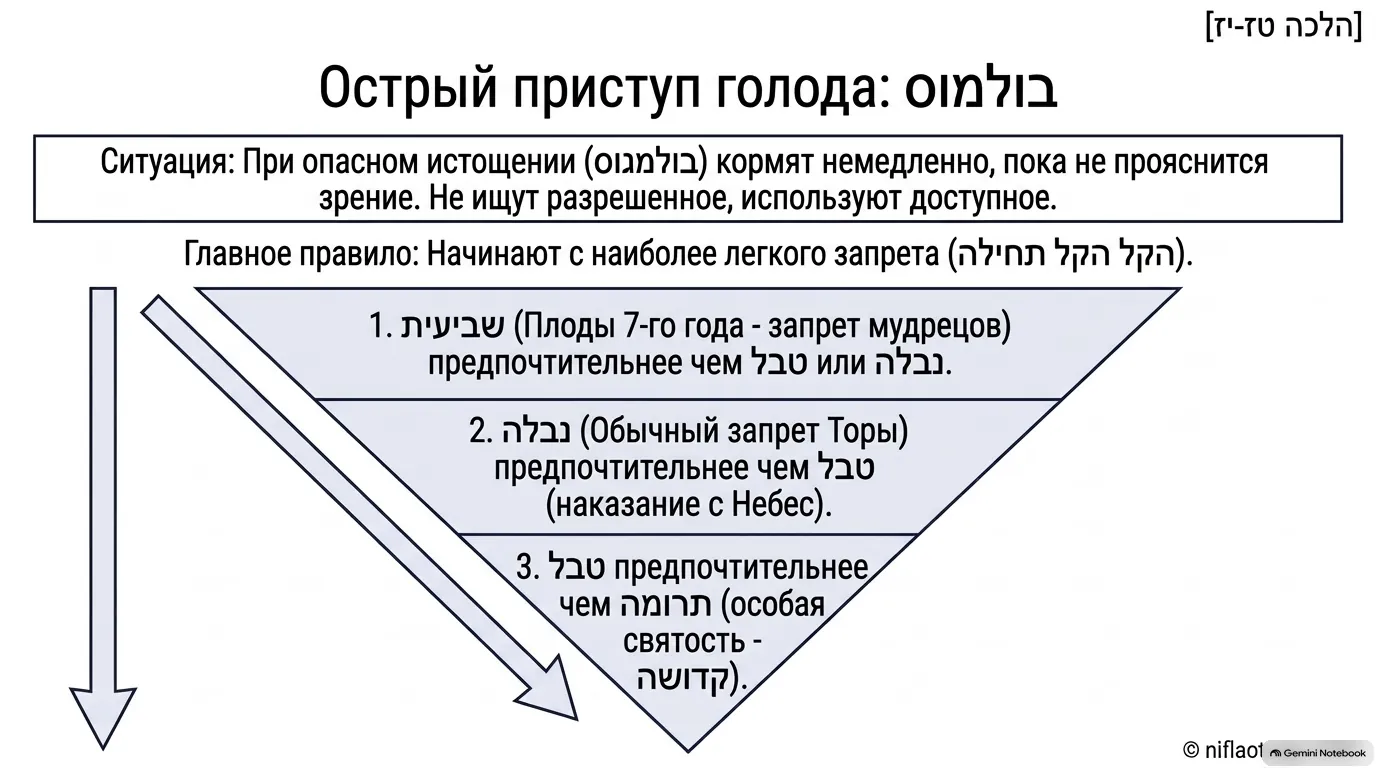 [הלכה טז-יז]
Острый приступ голода: בולמוס
Ситуация: При опасном истощении (בולמנוס) кормят немедленно, пока не прояснится
зрение. Не ищут разрешенное, используют доступное.
Главное правило: Начинают с наиболее легкого запрета (הקל הקל תחילה).
1. שביעית (Плоды 7-го года - запрет мудрецов)
предпочтительнее чем טבל или נבלה.
2. נבלה (Обычный запрет Торы)
предпочтительнее чем טבל
(наказание с Небес).
3. טבל предпочтительнее
чем תרומה (особая
святость -
קדושה).
© niflaot
Gemini Notebook